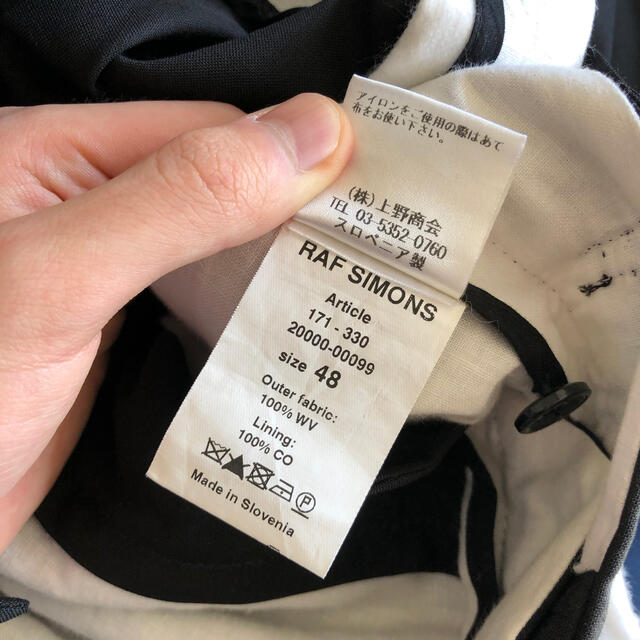 アイロンをご使用の際はあて
布をお使い下さい。
(株)上野商会
TEL 03-5352-0760
スロベニア製
RAF SIMONS
Article
171 - 330
20000-00099
size 48
Outer fabric:
100% WV
Lining:
100% CO
Made in Slovenia